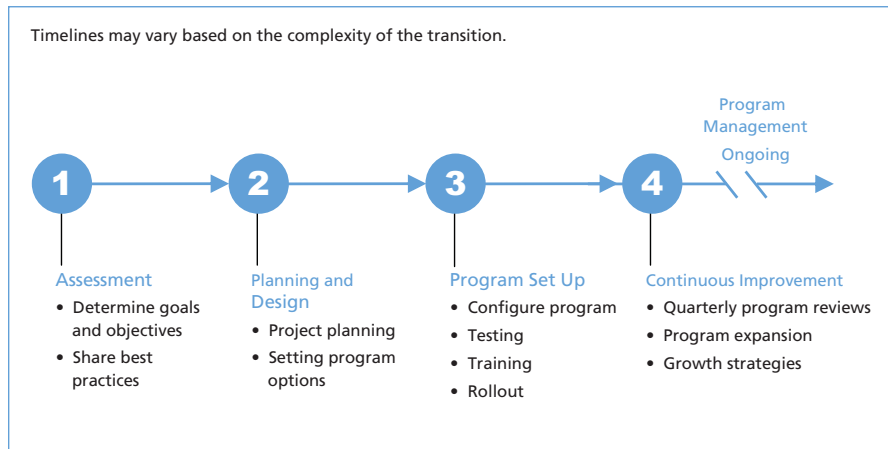 Timelines may vary based on the complexity of the transition.
Program
Management
Ongoing
1
2
3
4
Assessment
• Determine goals
and objectives
• Share best
practices
Planning and
Design
• Project planning
• Setting program
options
Program Set Up
• Configure program
• Testing
• Training
• Rollout
Continuous Improvement
• Quarterly program reviews
• Program expansion
• Growth strategies